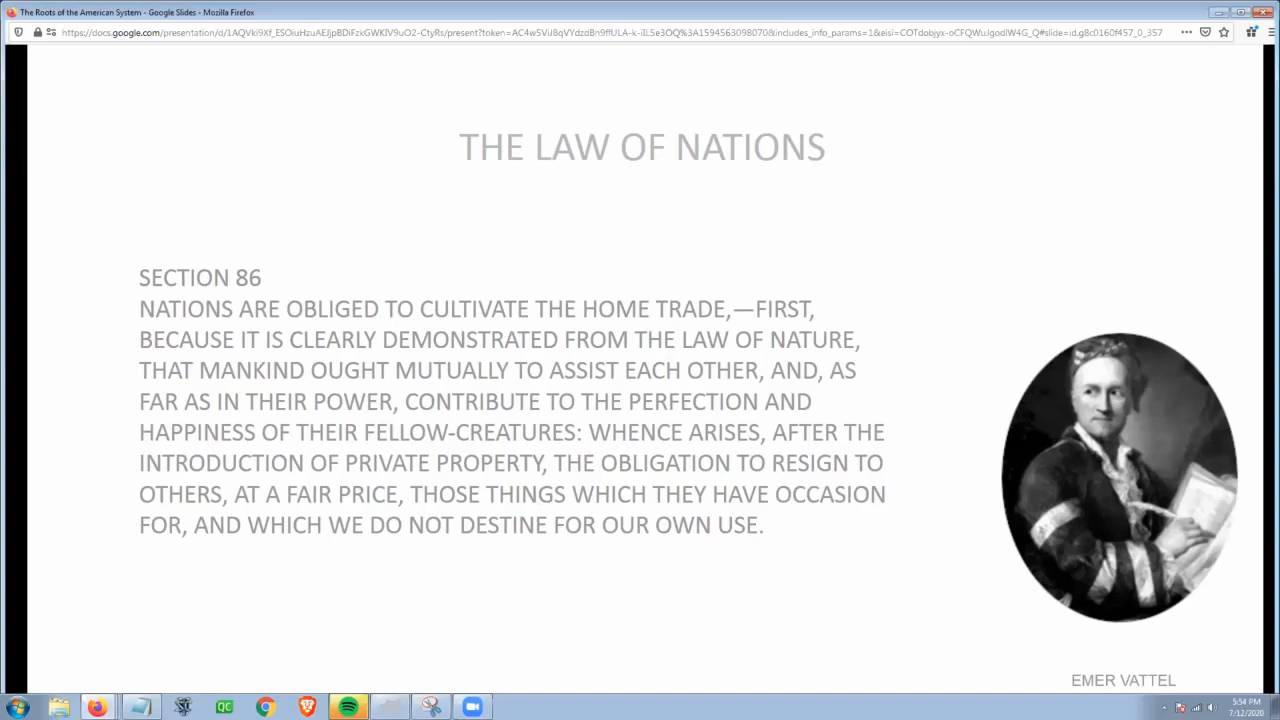 The Roots of the American System - Google Slides - Mozilla Firefox
THE LAW OF NATIONS
SECTION 86
NATIONS ARE OBLIGED TO CULTIVATE THE HOME TRADE,—FIRST,
BECAUSE IT IS CLEARLY DEMONSTRATED FROM THE LAW OF NATURE,
THAT MANKIND OUGHT MUTUALLY TO ASSIST EACH OTHER, AND, AS
FAR AS IN THEIR POWER, CONTRIBUTE TO THE PERFECTION AND
HAPPINESS OF THEIR FELLOW-CREATURES: WHENCE ARISES, AFTER THE
INTRODUCTION OF PRIVATE PROPERTY, THE OBLIGATION TO RESIGN TO
OTHERS, AT A FAIR PRICE, THOSE THINGS WHICH THEY HAVE OCCASION
FOR, AND WHICH WE DO NOT DESTINE FOR OUR OWN USE.
EMER VATTEL
QC
5:54 PM
7/12/2020